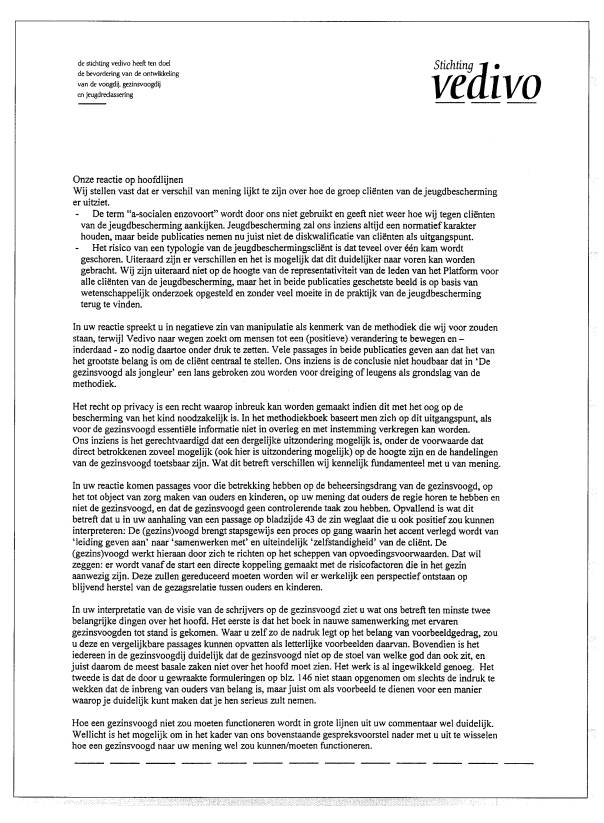 de stichting vedivo heeft ten doel
de bevordering van de ontwikkeling
van de voogdij, gezinsvoogdij
en jeugdreclassering
Stichting
vedivo
Onze reactie op hoofdlijnen
Wij stellen vast dat er verschil van mening lijkt te zijn over hoe de groep cliënten van de jeugdbescherming
er uitziet.
- De term “a-socialen enzovoort” wordt door ons niet gebruikt en geeft niet weer hoe wij tegen cliënten
van de jeugdbescherming aankijken. Jeugdbescherming zal ons inziens altijd een normatief karakter
houden, maar beide publicaties nemen nu juist niet de diskwalificatie van cliënten als uitgangspunt.
- Het risico van een typologie van de jeugdbeschermingscliënt is dat teveel over één kam wordt
geschoren. Uiteraard zijn er verschillen en het is mogelijk dat dit duidelijker naar voren kan worden
gebracht. Wij zijn uiteraard niet op de hoogte van de representativiteit van de leden van het Platform voor
alle cliënten van de jeugdbescherming, maar het in beide publicaties geschetste beeld is op basis van
wetenschappelijk onderzoek opgesteld en zonder veel moeite in de praktijk van de jeugdbescherming
terug te vinden.
In uw reactie spreekt u in negatieve zin van manipulatie als kenmerk van de methodiek die wij voor zouden
staan, terwijl Vedivo naar wegen zoekt om mensen tot een (positieve) verandering te bewegen en –
inderdaad - zo nodig daartoe onder druk te zetten. Vele passages in beide publicaties geven aan dat het van
het grootste belang is om de cliënt centraal te stellen. Ons inziens is de conclusie niet houdbaar dat in ‘De
gezinsvoogd als jongleur’ een lans gebroken zou worden voor dreiging of leugens als grondslag van de
methodiek.
Het recht op privacy is een recht waarop inbreuk kan worden gemaakt indien dit met het oog op de
bescherming van het kind noodzakelijk is. In het methodiekboek baseert men zich op dit uitgangspunt, als
voor de gezinsvoogd essentiële informatie niet in overleg en met instemming verkregen kan worden.
Ons inziens is het gerechtvaardigd dat een dergelijke uitzondering mogelijk is, onder de voorwaarde dat
direct betrokkenen zoveel mogelijk (ook hier is uitzondering mogelijk) op de hoogte zijn en de handelingen
van de gezinsvoogd toetsbaar zijn. Wat dit betreft verschillen wij kennelijk fundamenteel met u van mening.
In uw reactie komen passages voor die betrekking hebben op de beheersingsdrang van de gezinsvoogd, op
het tot object van zorg maken van ouders en kinderen, op uw mening dat ouders de regie horen te hebben en
niet de gezinsvoogd, en dat de gezinsvoogd geen controlerende taak zou hebben. Opvallend is wat dit
betreft dat u in uw aanhaling van een passage op bladzijde 43 de zin weglaat die u ook positief zou kunnen
interpreteren: De (gezins)voogd brengt stapsgewijs een proces op gang waarin het accent verlegd wordt van
‘leiding geven aan’ naar ‘samenwerken met’ en uiteindelijk ‘zelfstandigheid’ van de cliënt. De
(gezins)voogd werkt hieraan door zich te richten op het scheppen van opvoedingsvoorwaarden. Dat wil
zeggen: er wordt vanaf de start een directe koppeling gemaakt met de risicofactoren die in het gezin
aanwezig zijn. Deze zullen gereduceerd moeten worden wil er werkelijk een perspectief ontstaan op
blijvend herstel van de gezagsrelatie tussen ouders en kinderen.
In uw interpretatie van de visie van de schrijvers op de gezinsvoogd ziet u wat ons betreft ten minste twee
belangrijke dingen over het hoofd. Het eerste is dat het boek in nauwe samenwerking met ervaren
gezinsvoogden tot stand is gekomen. Waar u zelf zo de nadruk legt op het belang van voorbeeldgedrag, zou
u deze en vergelijkbare passages kunnen opvatten als letterlijke voorbeelden daarvan. Bovendien is het
iedereen in de gezinsvoogdij duidelijk dat de gezinsvoogd niet op de stoel van welke god dan ook zit, en
juist daarom de meest basale zaken niet over het hoofd moet zien. Het werk is al ingewikkeld genoeg. Het
tweede is dat de door u gewraakte formuleringen op blz. 146 niet staan opgenomen om slechts de indruk te
wekken dat de inbreng van ouders van belang is, maar juist om als voorbeeld te dienen voor een manier
waarop je duidelijk kunt maken dat je hen serieus zult nemen.
Hoe een gezinsvoogd niet zou moeten functioneren wordt in grote lijnen uit uw commentaar wel duidelijk.
Wellicht is het mogelijk om in het kader van ons bovenstaande gespreksvoorstel nader met u uit te wisselen
hoe een gezinsvoogd naar uw mening wel zou kunnen/moeten functioneren.